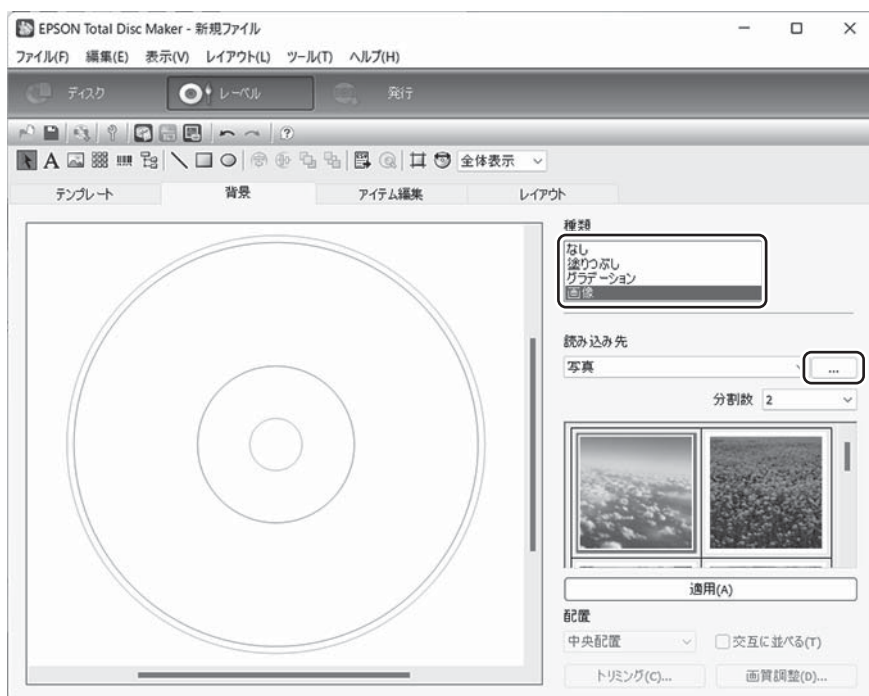 EPSON Total Disc Maker - 新規ファイル
ファイル(F) 編集(E) 表示(V) レイアウト(L) ツール(T) ヘルプ(H)
ディスク レーベル 発行
A 全体表示
テンプレート 背景 アイテム編集 レイアウト
種類
なし
塗りつぶし
グラデーション
画像
読み込み先
写真 ...
分割数 2
適用(A)
配置
中央配置 交互に並べる(T)
トリミング(C)... 画質調整(D)...